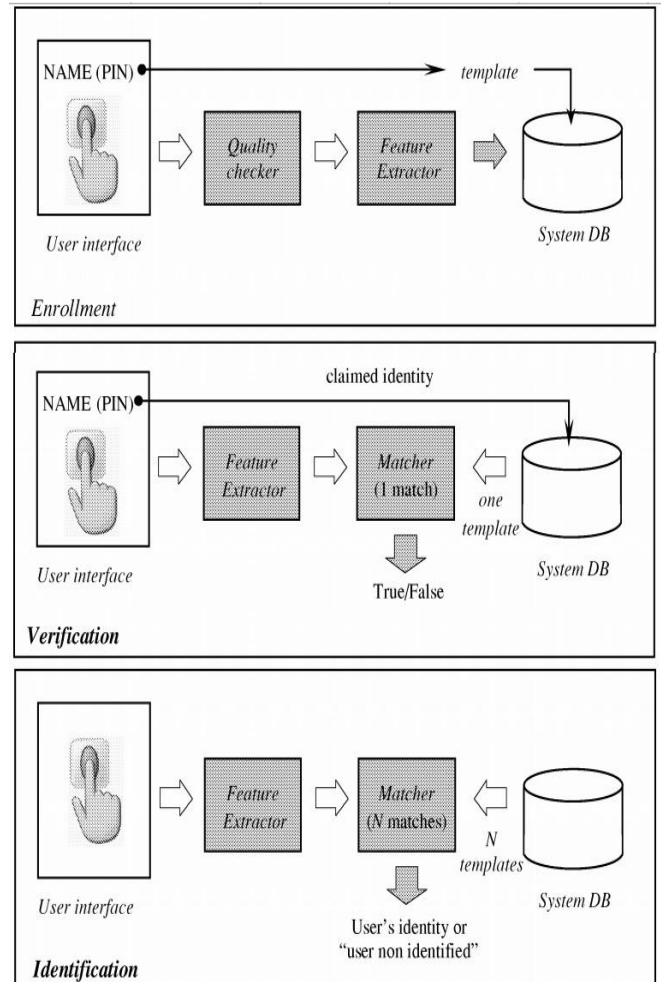 NAME (PIN)
template
Quality
checker
Feature
Extractor
User interface
System DB
Enrollment
claimed identity
NAME (PIN)
Feature
Extractor
Matcher
(1 match)
one
template
User interface
System DB
True/False
Verification
Feature
Extractor
Matcher
(N matches)
N
templates
User interface
System DB
User's identity or
“user non identified”
Identification